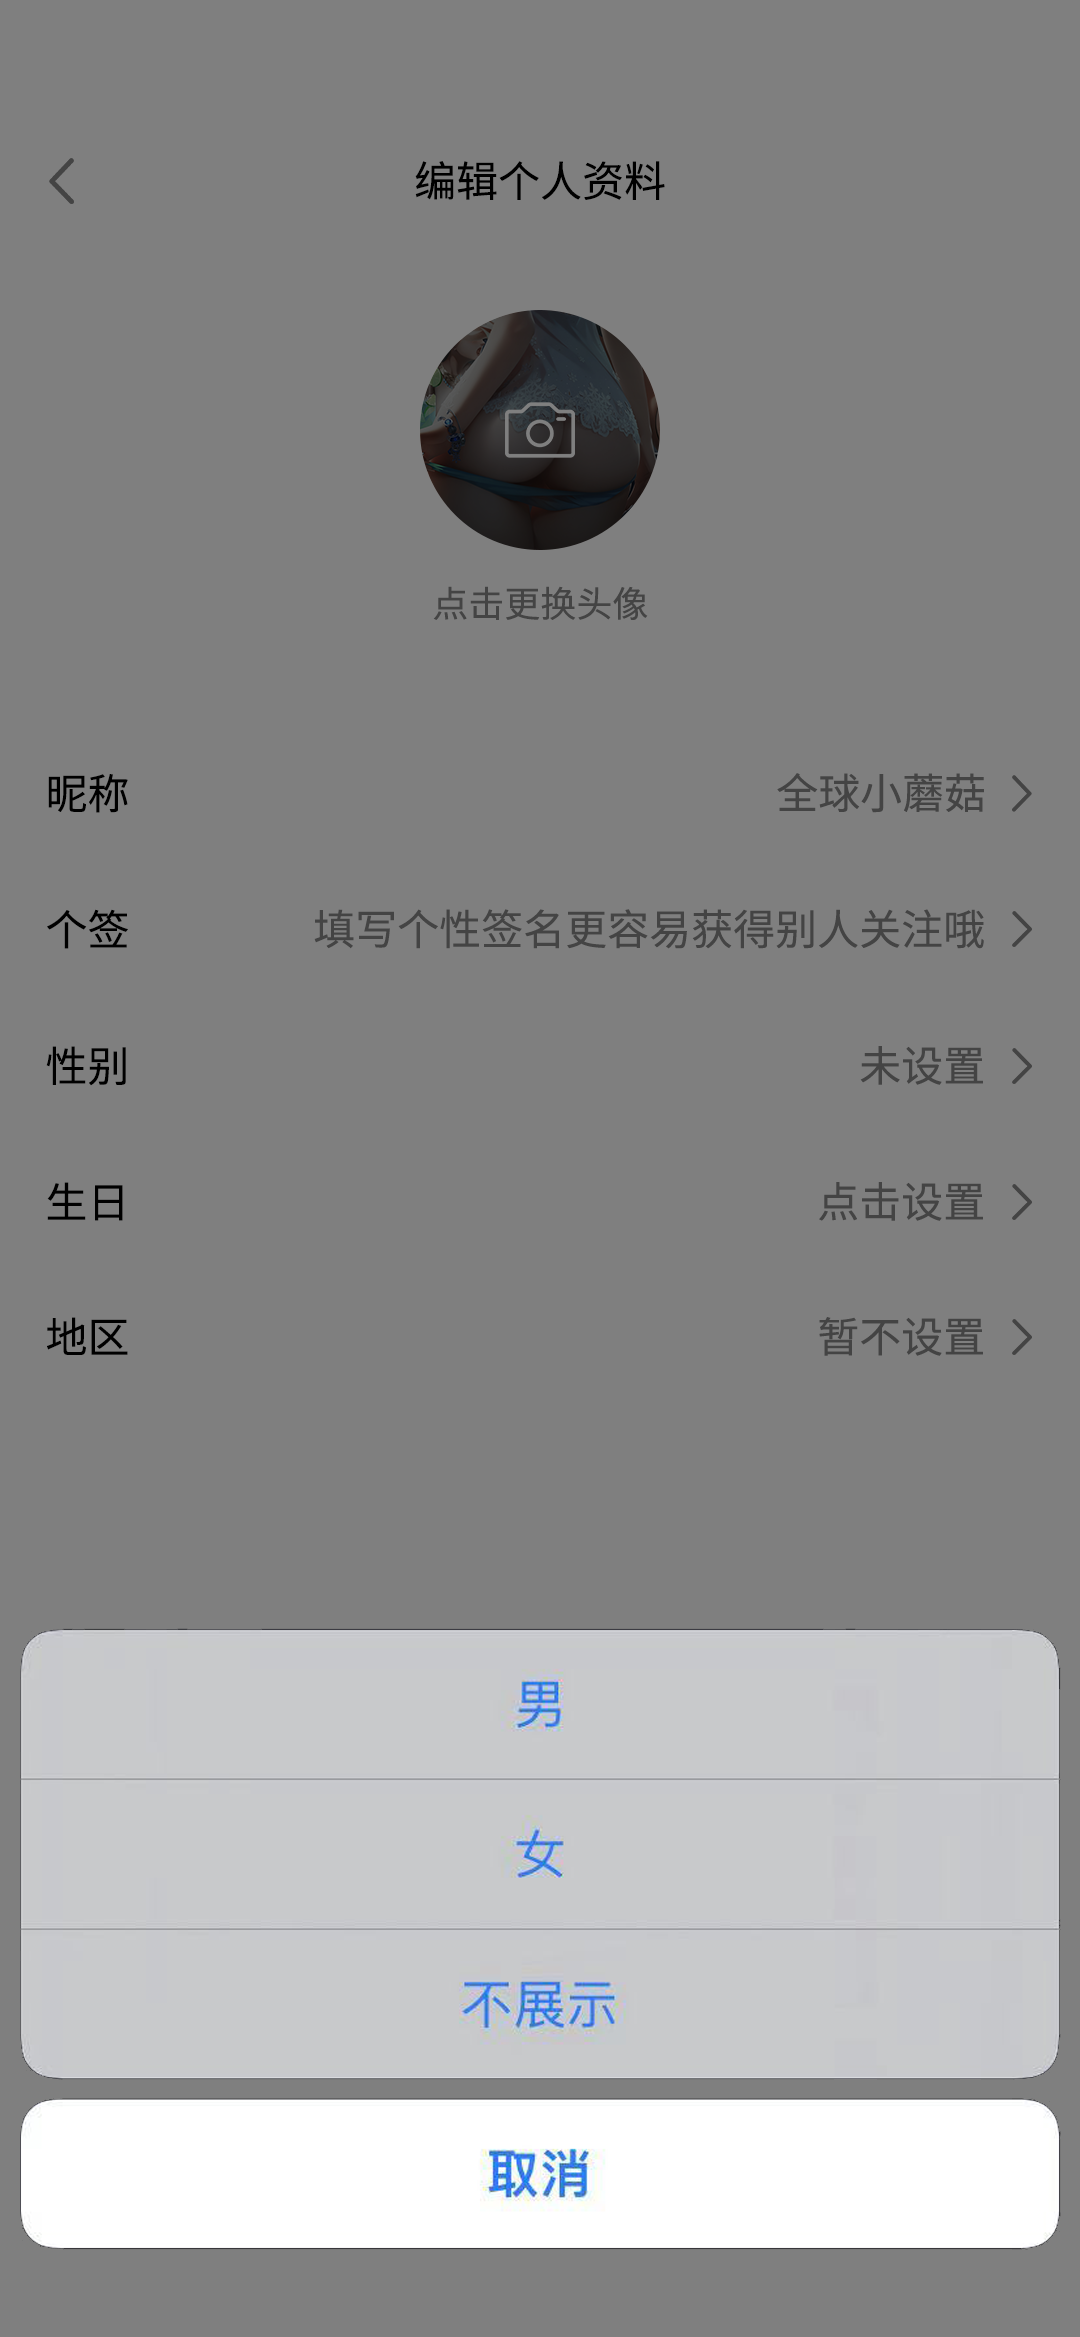 编辑个人资料
点击更换头像
昵称 全球小蘑菇
个签 填写个性签名更容易获得别人关注哦
性别 未设置
生日 点击设置
地区 暂不设置
男
女
不展示
取消